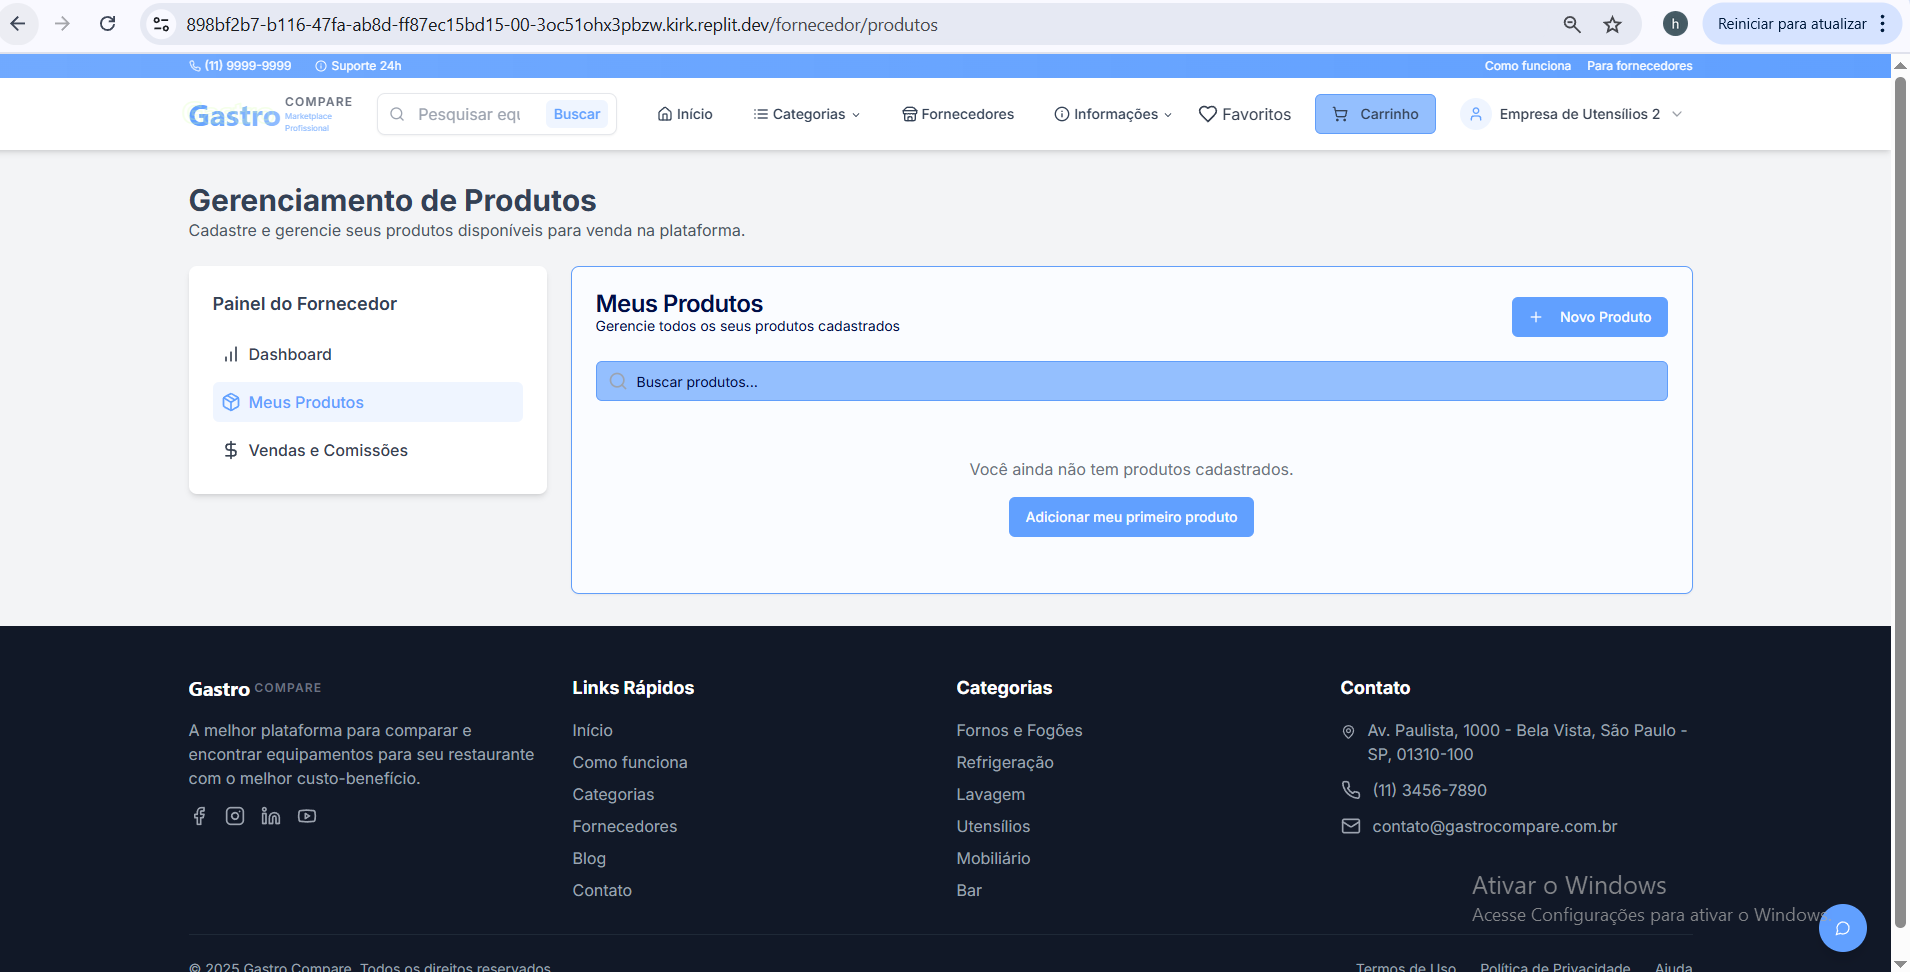 898bf2b7-b116-47fa-ab8d-ff87ec15bd15-00-3oc51ohx3pbzw.kirk.replit.dev/fornecedor/produtos
h
Reiniciar para atualizar
(11) 9999-9999
Suporte 24h
Como funciona
Para fornecedores
Gastro
COMPARE
Marketplace
Profissional
Pesquisar equ
Buscar
Início
Categorias
Fornecedores
Informações
Favoritos
Carrinho
Empresa de Utensílios 2
Gerenciamento de Produtos
Cadastre e gerencie seus produtos disponíveis para venda na plataforma.
Painel do Fornecedor
Dashboard
Meus Produtos
Vendas e Comissões
Meus Produtos
Gerencie todos os seus produtos cadastrados
Novo Produto
Buscar produtos...
Você ainda não tem produtos cadastrados.
Adicionar meu primeiro produto
Gastro COMPARE
A melhor plataforma para comparar e
encontrar equipamentos para seu restaurante
com o melhor custo-benefício.
Links Rápidos
Início
Como funciona
Categorias
Fornecedores
Blog
Contato
Categorias
Fornos e Fogões
Refrigeração
Lavagem
Utensílios
Mobiliário
Bar
Contato
Av. Paulista, 1000 - Bela Vista, São Paulo -
SP, 01310-100
(11) 3456-7890
contato@gastrocompare.com.br
Ativar o Windows
Acesse Configurações para ativar o Windows.
© 2025 Gastro Compare. Todos os direitos reservados
Termos de Uso
Política de Privacidade
Ajuda